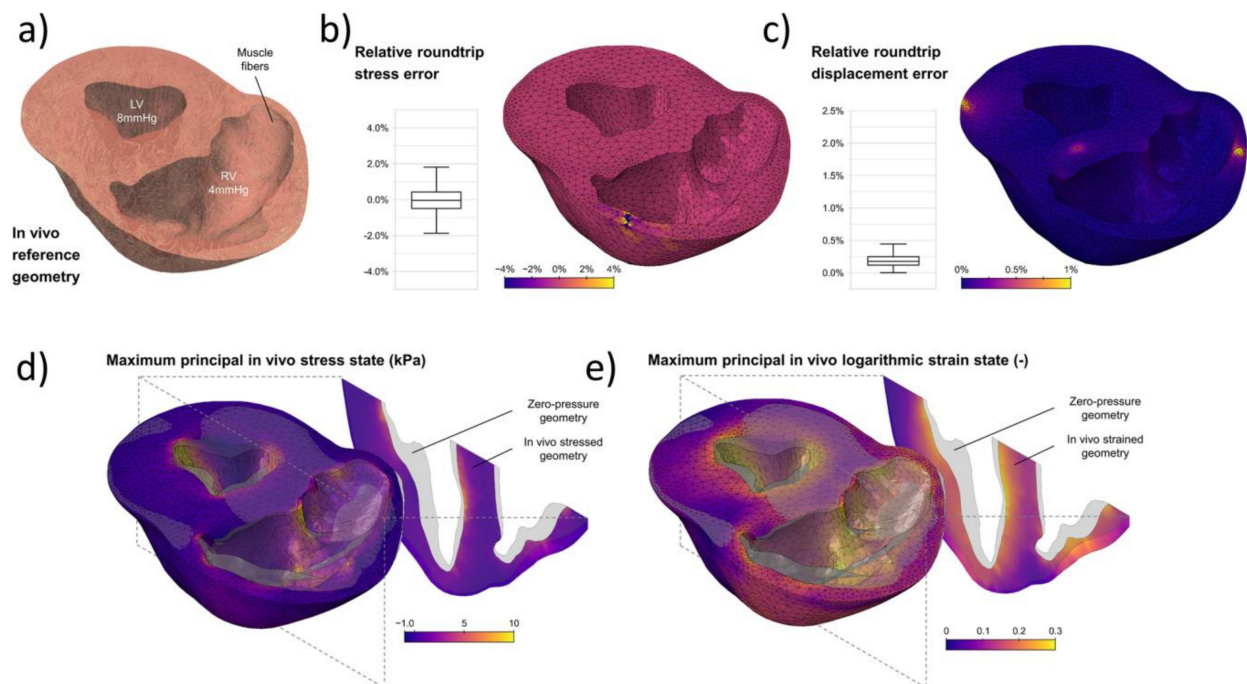 a)
Muscle
fibers
LV
8mmHg
RV
4mmHg
In vivo
reference
geometry
b)
Relative roundtrip
stress error
4.0%
2.0%
0.0%
-2.0%
-4.0%
−4% −2% 0% 2% 4%
c)
Relative roundtrip
displacement error
2.5%
2.0%
1.5%
1.0%
0.5%
0.0%
0% 0.5% 1%
d)
Maximum principal in vivo stress state (kPa)
Zero-pressure
geometry
In vivo stressed
geometry
−1.0 5 10
e)
Maximum principal in vivo logarithmic strain state (-)
Zero-pressure
geometry
In vivo strained
geometry
0 0.1 0.2 0.3